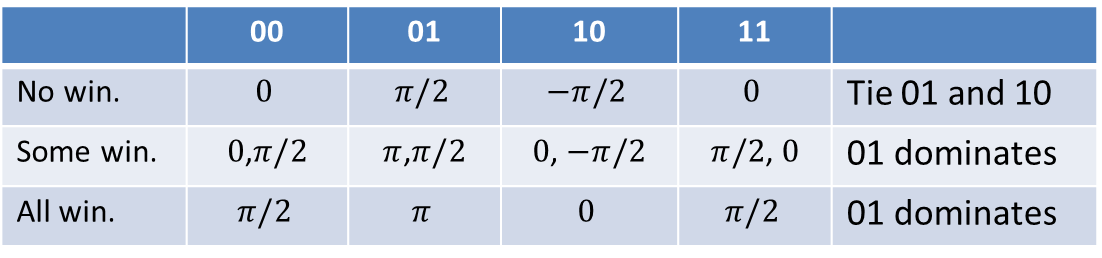 00 01 10 11
No win. 0 π/2 −π/2 0 Tie 01 and 10
Some win. 0,π/2 π,π/2 0, −π/2 π/2, 0 01 dominates
All win. π/2 π 0 π/2 01 dominates